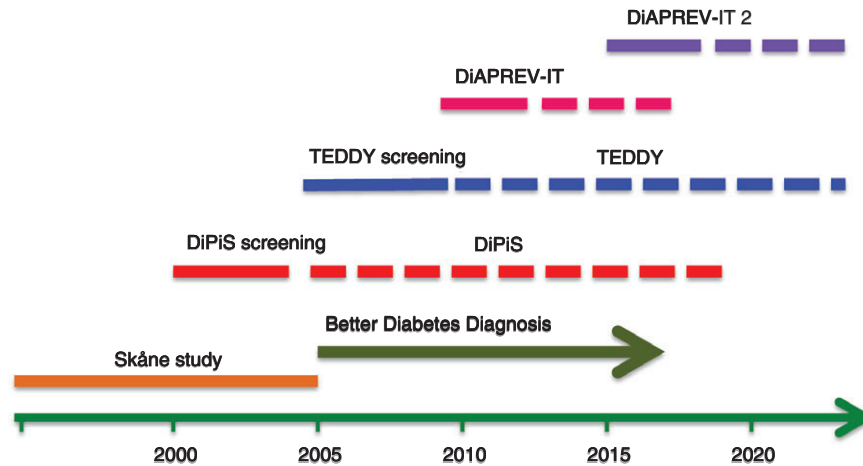 DiAPREV-IT 2
DiAPREV-IT
TEDDY screening TEDDY
DiPiS screening DiPiS
Better Diabetes Diagnosis
Skåne study
2000 2005 2010 2015 2020